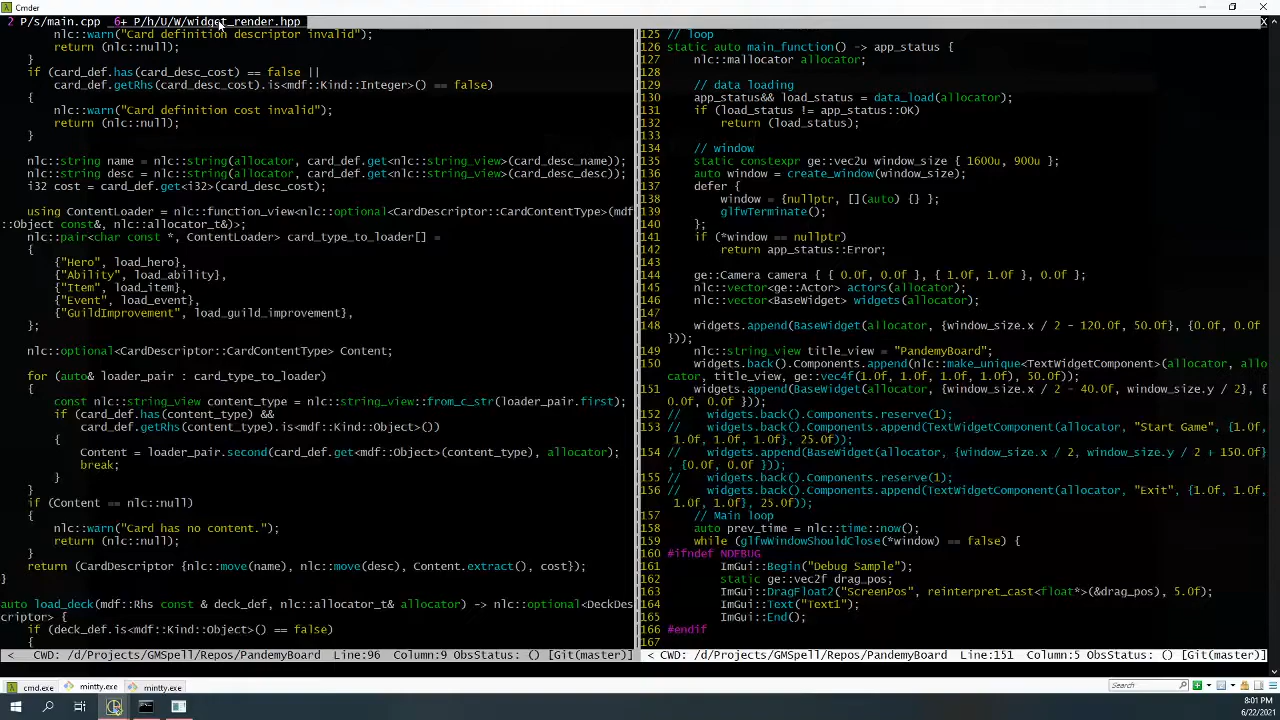 Cmder
2 P/s/main.cpp 6+ P/h/U/W/widget_render.hpp X
nlc::warn("Card definition descriptor invalid");
return (nlc::null);
}
if (card_def.has(card_desc_cost) == false ||
card_def.getRhs(card_desc_cost).is<mdf::Kind::Integer>() == false)
{
nlc::warn("Card definition cost invalid");
return (nlc::null);
}
nlc::string name = nlc::string(allocator, card_def.get<nlc::string_view>(card_desc_name));
nlc::string desc = nlc::string(allocator, card_def.get<nlc::string_view>(card_desc_desc));
i32 cost = card_def.get<i32>(card_desc_cost);
using ContentLoader = nlc::function_view<nlc::optional<CardDescriptor::CardContentType>(mdf
::Object const&, nlc::allocator_t&)>;
nlc::pair<char const *, ContentLoader> card_type_to_loader[] =
{
{"Hero", load_hero},
{"Ability", load_ability},
{"Item", load_item},
{"Event", load_event},
{"GuildImprovement", load_guild_improvement},
};
nlc::optional<CardDescriptor::CardContentType> Content;
for (auto& loader_pair : card_type_to_loader)
{
const nlc::string_view content_type = nlc::string_view::from_c_str(loader_pair.first);
if (card_def.has(content_type) &&
card_def.getRhs(content_type).is<mdf::Kind::Object>())
{
Content = loader_pair.second(card_def.get<mdf::Object>(content_type), allocator);
break;
}
}
if (Content == nlc::null)
{
nlc::warn("Card has no content.");
return (nlc::null);
}
return (CardDescriptor {nlc::move(name), nlc::move(desc), Content.extract(), cost});
}
auto load_deck(mdf::Rhs const & deck_def, nlc::allocator_t& allocator) -> nlc::optional<DeckDes
criptor> {
if (deck_def.is<mdf::Kind::Object>() == false)
{
< CWD: /d/Projects/GMSpell/Repos/PandemyBoard Line:96 Column:9 ObsStatus: () [Git(master)]
125 // loop
126 static auto main_function() -> app_status {
127 nlc::mallocator allocator;
128
129 // data loading
130 app_status&& load_status = data_load(allocator);
131 if (load_status != app_status::OK)
132 return (load_status);
133
134 // window
135 static constexpr ge::vec2u window_size { 1600u, 900u };
136 auto window = create_window(window_size);
137 defer {
138 window = {nullptr, [](auto) {} };
139 glfwTerminate();
140 };
141 if (*window == nullptr)
142 return app_status::Error;
143
144 ge::Camera camera { { 0.0f, 0.0f }, { 1.0f, 1.0f }, 0.0f };
145 nlc::vector<ge::Actor> actors(allocator);
146 nlc::vector<BaseWidget> widgets(allocator);
147
148 widgets.append(BaseWidget(allocator, {window_size.x / 2 - 120.0f, 50.0f}, {0.0f, 0.0f
}));
149 nlc::string_view title_view = "PandemyBoard";
150 widgets.back().Components.append(nlc::make_unique<TextWidgetComponent>(allocator, allo
cator, title_view, ge::vec4f(1.0f, 1.0f, 1.0f, 1.0f), 50.0f));
151 widgets.append(BaseWidget(allocator, {window_size.x / 2 - 40.0f, window_size.y / 2}, {
0.0f, 0.0f }));
152 // widgets.back().Components.reserve(1);
153 // widgets.back().Components.append(TextWidgetComponent(allocator, "Start Game", {1.0f,
1.0f, 1.0f, 1.0f}, 25.0f));
154 // widgets.append(BaseWidget(allocator, {window_size.x / 2, window_size.y / 2 + 150.0f}
, {0.0f, 0.0f }));
155 // widgets.back().Components.reserve(1);
156 // widgets.back().Components.append(TextWidgetComponent(allocator, "Exit", {1.0f, 1.0f,
1.0f, 1.0f}, 25.0f));
157 // Main loop
158 auto prev_time = nlc::time::now();
159 while (glfwWindowShouldClose(*window) == false) {
160 #ifndef NDEBUG
161 ImGui::Begin("Debug Sample");
162 static ge::vec2f drag_pos;
163 ImGui::DragFloat2("ScreenPos", reinterpret_cast<float*>(&drag_pos), 5.0f);
164 ImGui::Text("Text1");
165 ImGui::End();
166 #endif
167
< CWD: /d/Projects/GMSpell/Repos/PandemyBoard Line:151 Column:5 ObsStatus: () [Git(master)]
cmd.exe mintty.exe mintty.exe Search
8:01 PM
6/22/2021